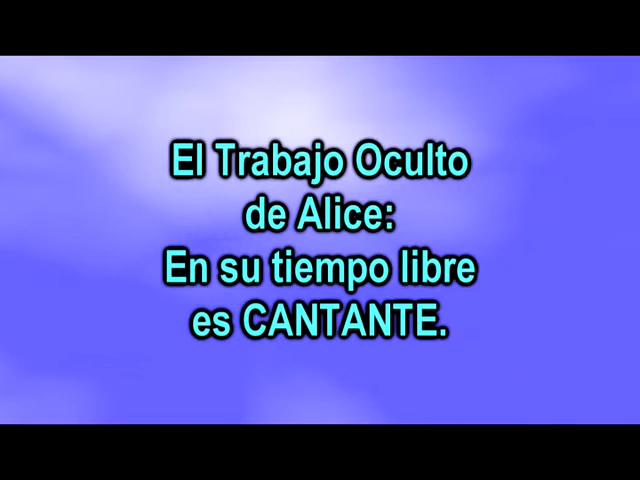 El Trabajo Oculto
de Alice:
En su tiempo libre
es CANTANTE.